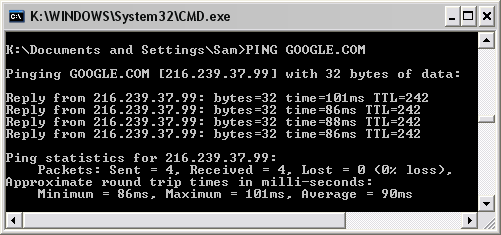 K:\WINDOWS\System32\CMD.exe
K:\Documents and Settings\Sam>PING GOOGLE.COM
Pinging GOOGLE.COM [216.239.37.99] with 32 bytes of data:
Reply from 216.239.37.99: bytes=32 time=101ms TTL=242
Reply from 216.239.37.99: bytes=32 time=86ms TTL=242
Reply from 216.239.37.99: bytes=32 time=88ms TTL=242
Reply from 216.239.37.99: bytes=32 time=86ms TTL=242
Ping statistics for 216.239.37.99:
    Packets: Sent = 4, Received = 4, Lost = 0 (0% loss),
Approximate round trip times in milli-seconds:
    Minimum = 86ms, Maximum = 101ms, Average = 90ms